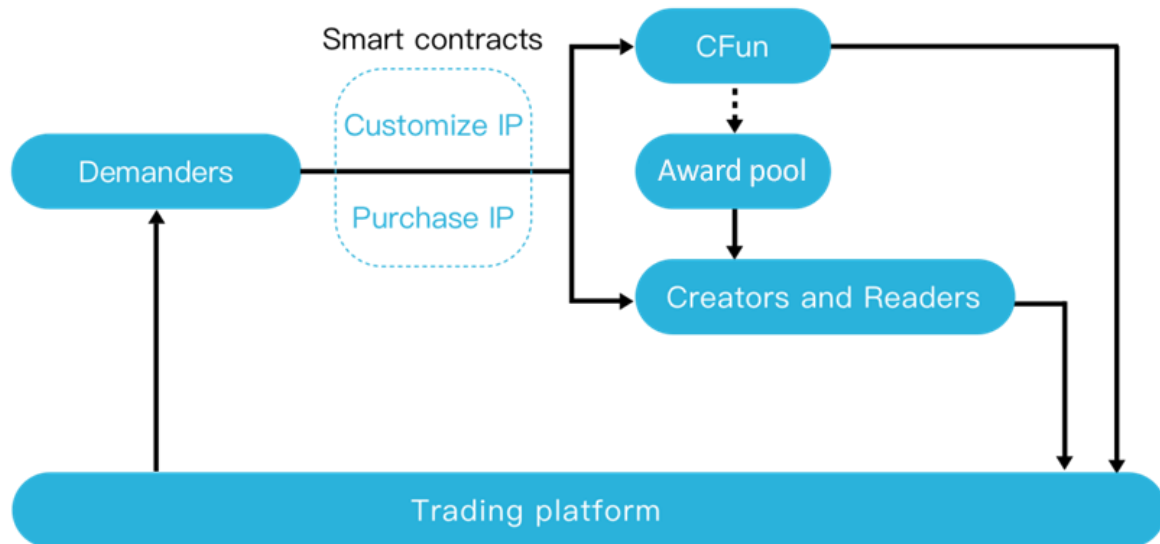 Smart contracts
CFun
Customize IP
Demanders
Award pool
Purchase IP
Creators and Readers
Trading platform